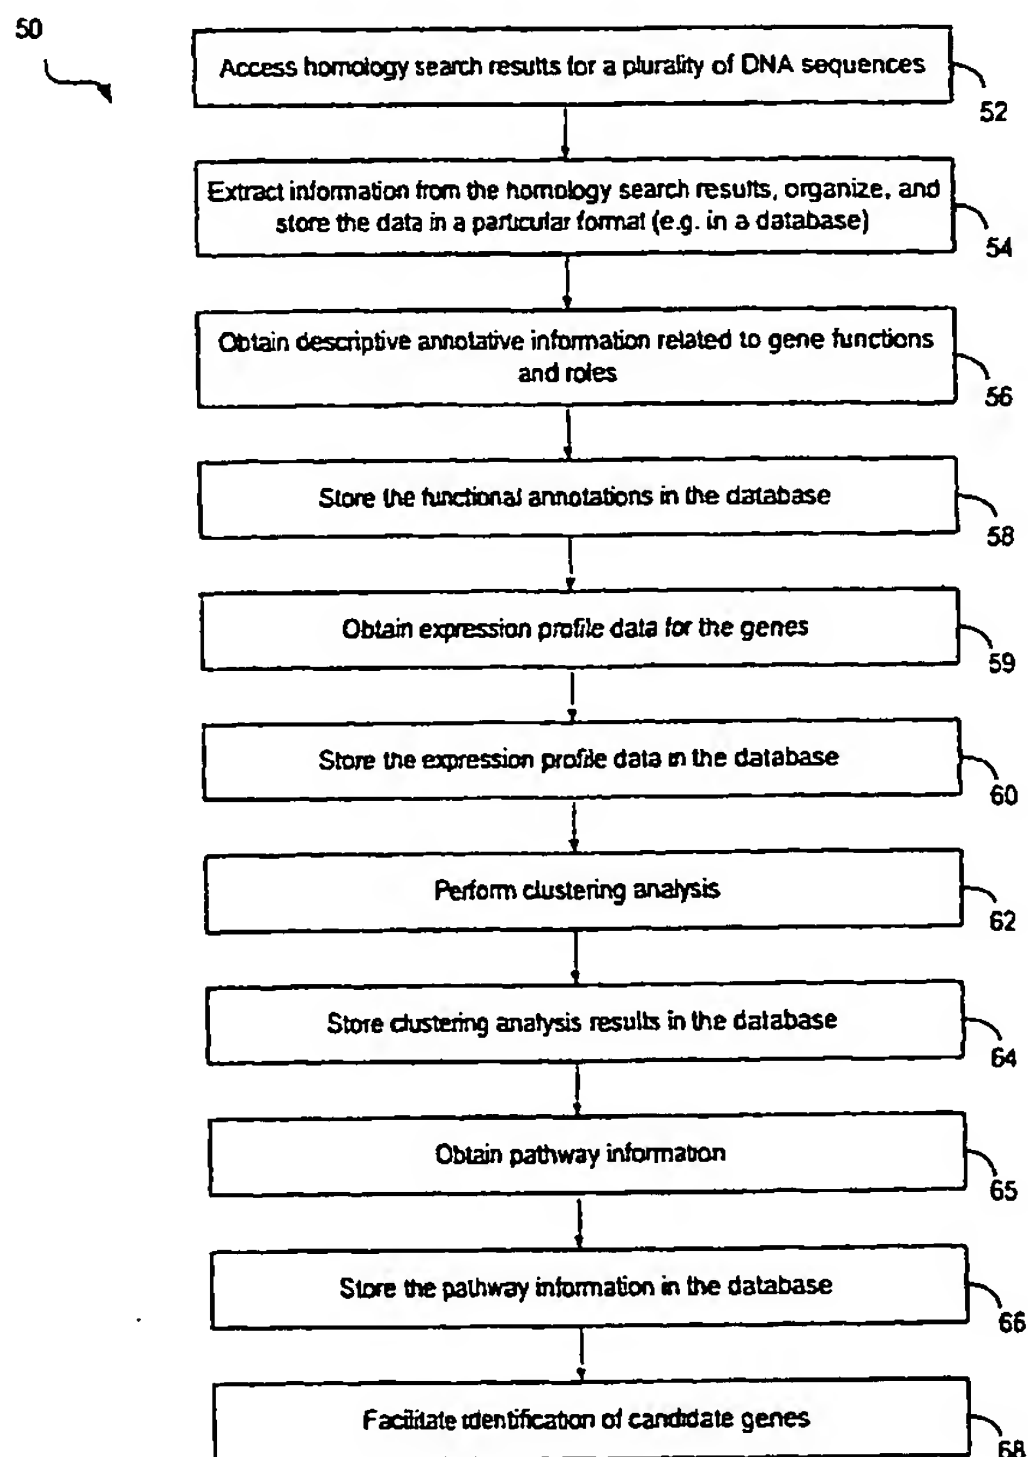 50
Access homology search results for a plurality of DNA sequences
52
Extract information from the homology search results, organize, and
store the data in a particular format (e.g. in a database)
54
Obtain descriptive annotative information related to gene functions
and roles
56
Store the functional annotations in the database
58
Obtain expression profile data for the genes
59
Store the expression profile data in the database
60
Perform clustering analysis
62
Store clustering analysis results in the database
64
Obtain pathway information
65
Store the pathway information in the database
66
Facilitate identification of candidate genes
68